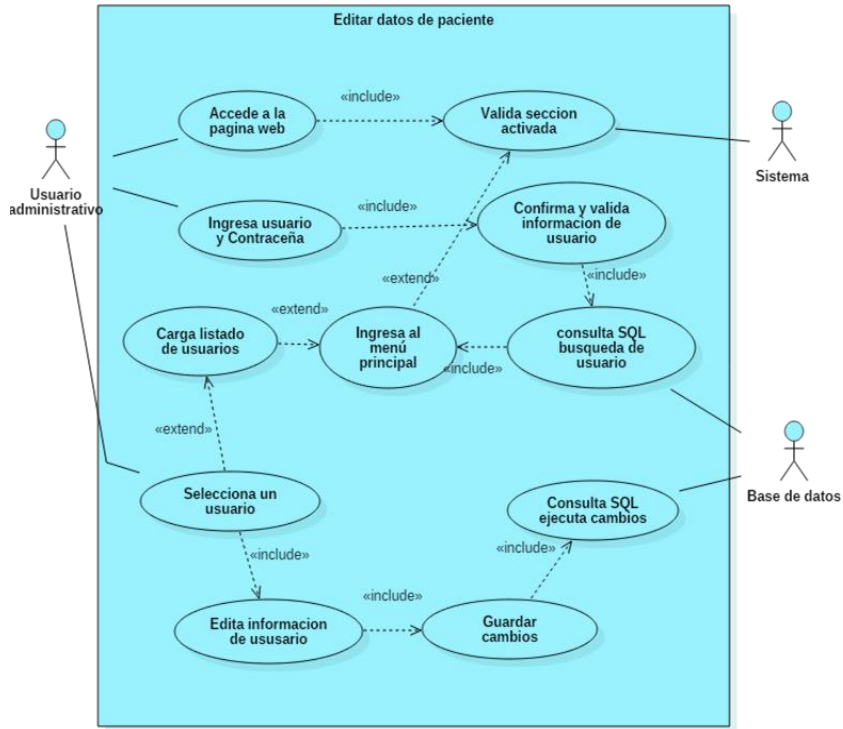 Editar datos de paciente
«include»
Accede a la
pagina web
Valida seccion
activada
Sistema
Usuario
administrativo
«include»
Ingresa usuario
y Contraceña
Confirma y valida
informacion de
usuario
«include»
«extend»
«extend»
Carga listado
de usuarios
Ingresa al
menú
principal
consulta SQL
busqueda de
usuario
«include»
«extend»
Selecciona un
usuario
Consulta SQL
ejecuta cambios
Base de datos
«include»
«include»
«include»
Edita informacion
de ususario
Guardar
cambios